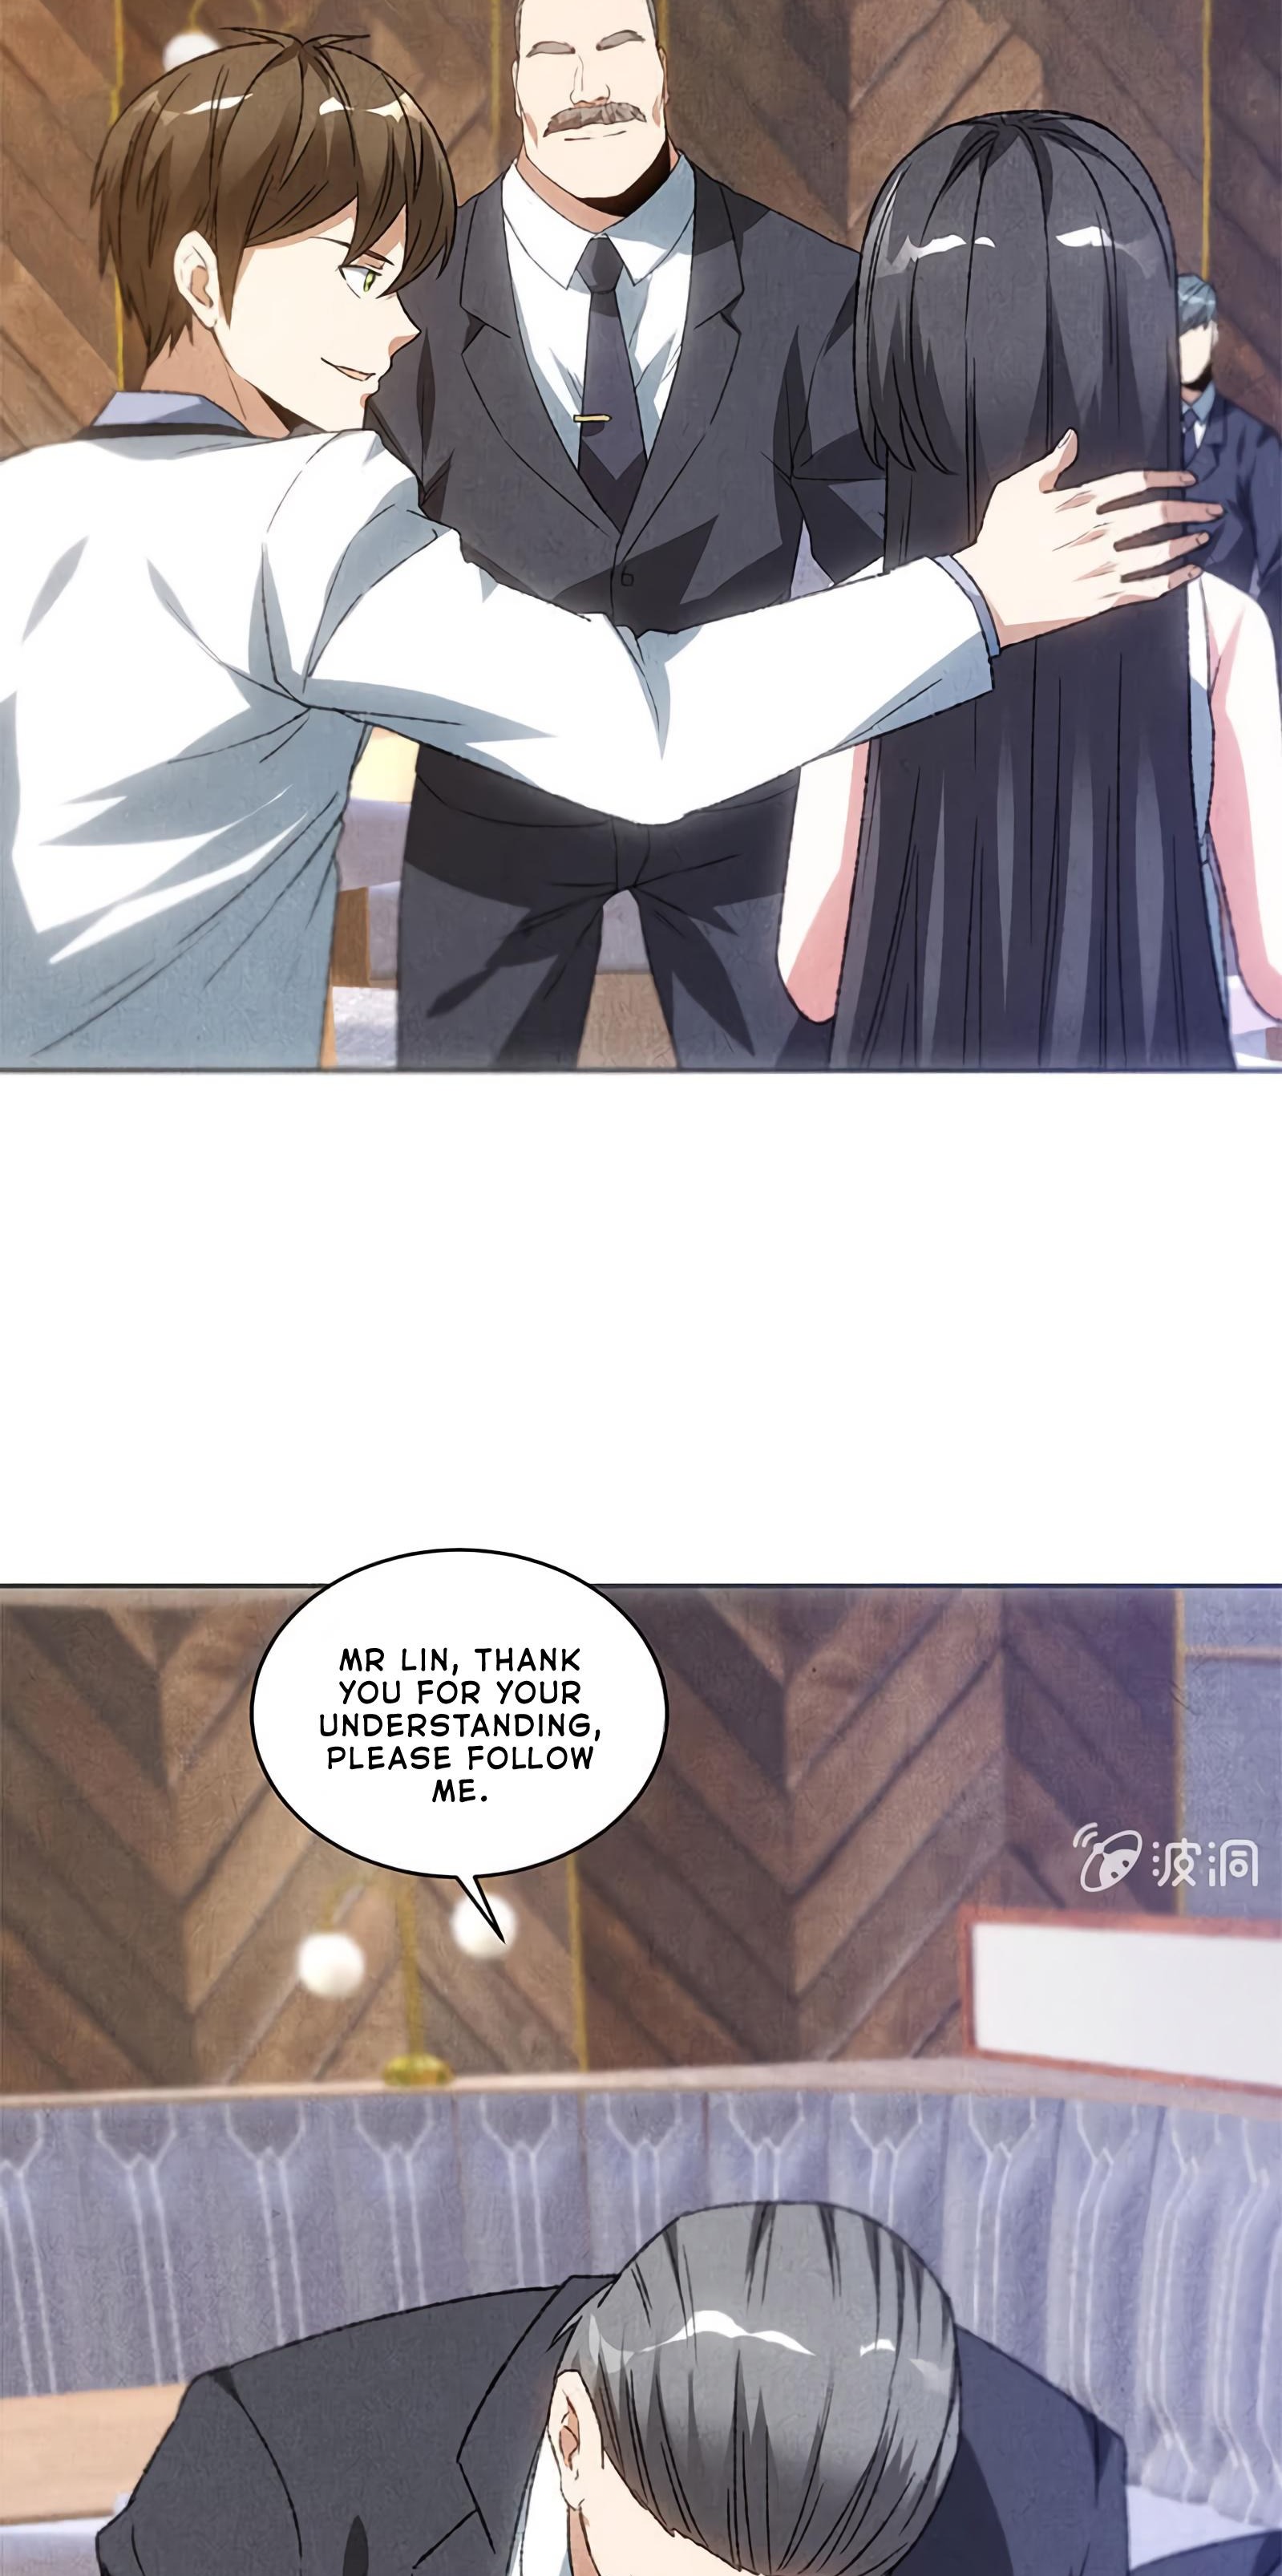 MR LIN, THANK
YOU FOR YOUR
UNDERSTANDING,
PLEASE FOLLOW
ME.
波洞